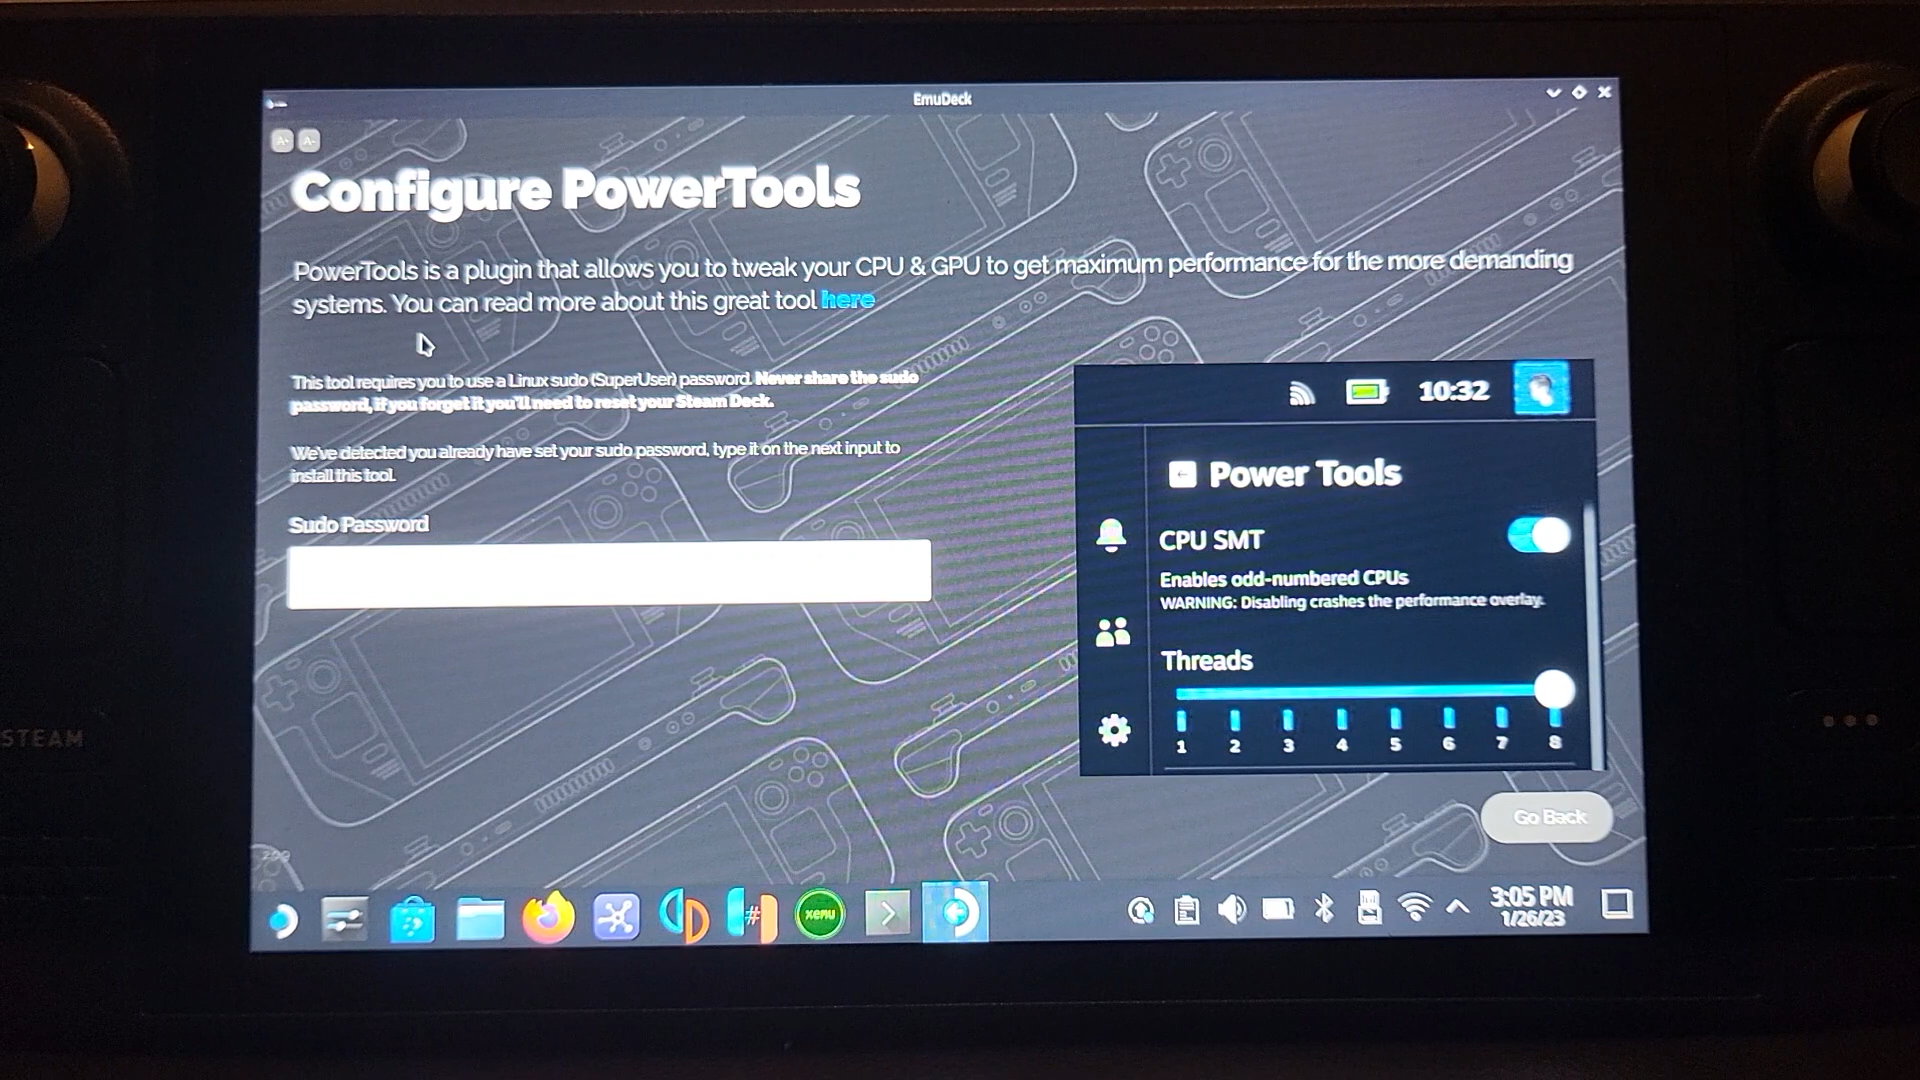 EmuDeck
A+ A-
Configure PowerTools
PowerTools is a plugin that allows you to tweak your CPU & GPU to get maximum performance for the more demanding
systems. You can read more about this great tool here
This tool requires you to use a Linux sudo (SuperUser) password. Never share the sudo
password, if you forget it you'll need to reset your Steam Deck.
We've detected you already have set your sudo password, type it on the next input to
install this tool.
Sudo Password
10:32
Power Tools
CPU SMT
Enables odd-numbered CPUs
WARNING: Disabling crashes the performance overlay.
Threads
1 2 3 4 5 6 7 8
Go Back
STEAM
#
xemu
3:05 PM
1/26/23